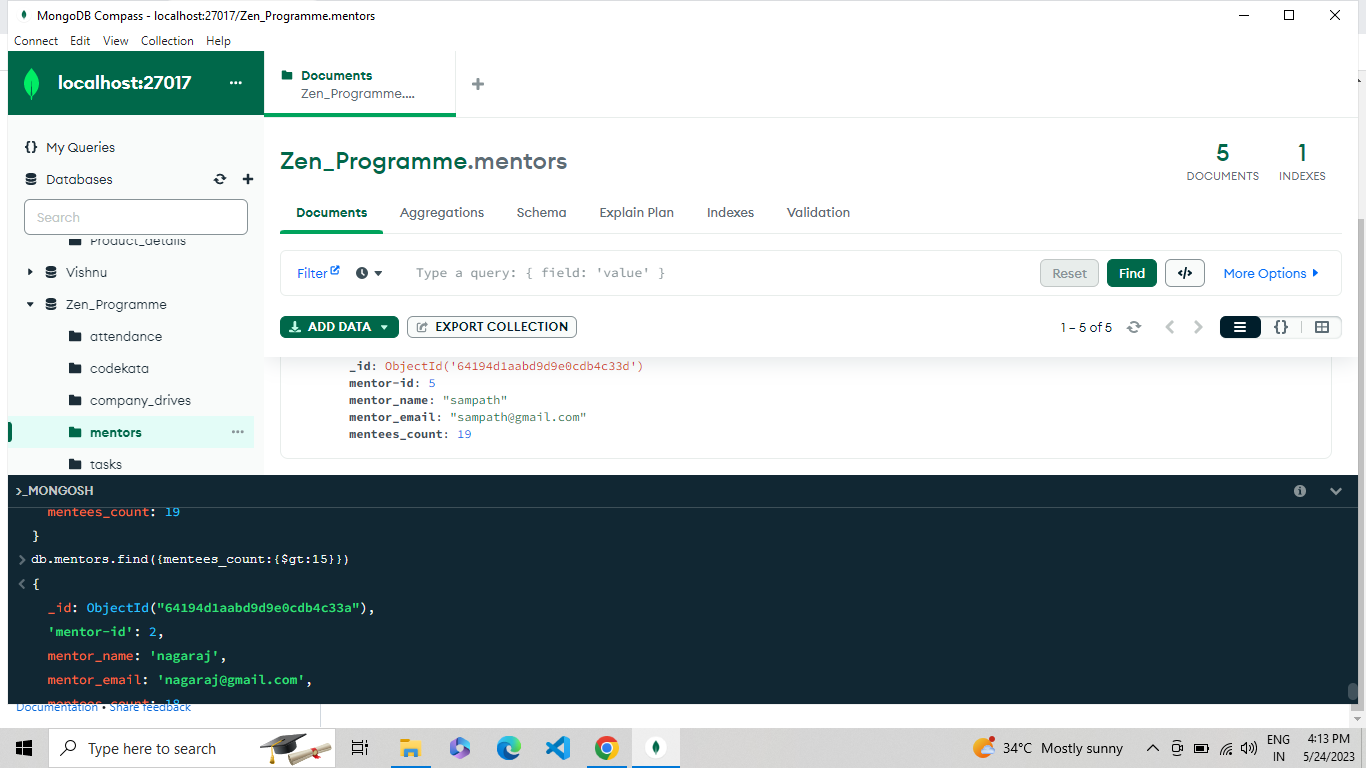 MongoDB Compass - localhost:27017/Zen_Programme.mentors
Connect Edit View Collection Help
localhost:27017 ...
Documents
Zen_Programme....
{} My Queries
Databases
Search
Product_details
Vishnu
Zen_Programme
attendance
codekata
company_drives
mentors ...
tasks
Zen_Programme.mentors
5
DOCUMENTS
1
INDEXES
Documents Aggregations Schema Explain Plan Indexes Validation
Filter Type a query: { field: 'value' } Reset Find </> More Options
ADD DATA EXPORT COLLECTION 1 – 5 of 5 {}
_id: ObjectId('64194d1aabd9d9e0cdb4c33d')
mentor-id: 5
mentor_name: "sampath"
mentor_email: "sampath@gmail.com"
mentees_count: 19
>_MONGOSH
mentees_count: 19
}
> db.mentors.find({mentees_count:{$gt:15}})
< {
_id: ObjectId("64194d1aabd9d9e0cdb4c33a"),
'mentor-id': 2,
mentor_name: 'nagaraj',
mentor_email: 'nagaraj@gmail.com',
mentees_count: 18
Documentation • Share feedback
Type here to search
34°C Mostly sunny
ENG
IN
4:13 PM
5/24/2023